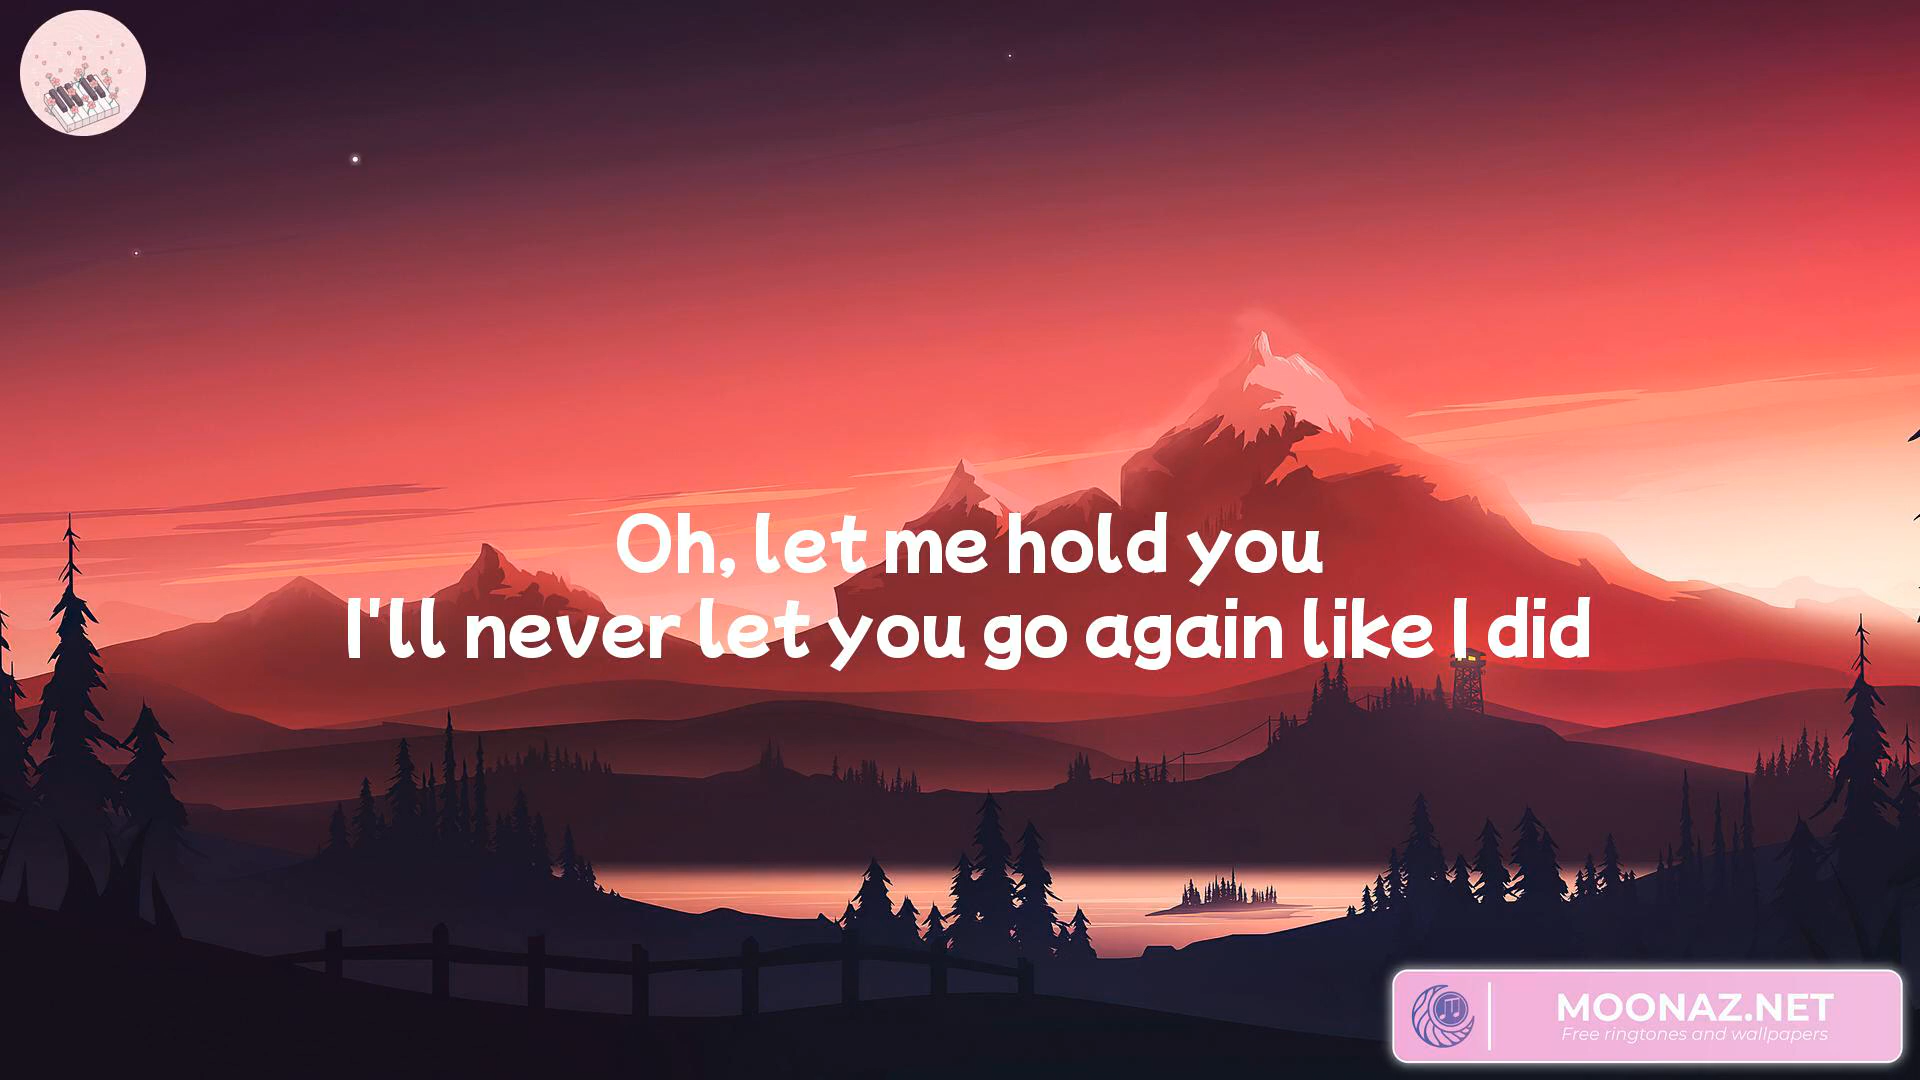 Oh, let me hold you
I'll never let you go again like I did
MOONAZ.NET
Free ringtones and wallpapers